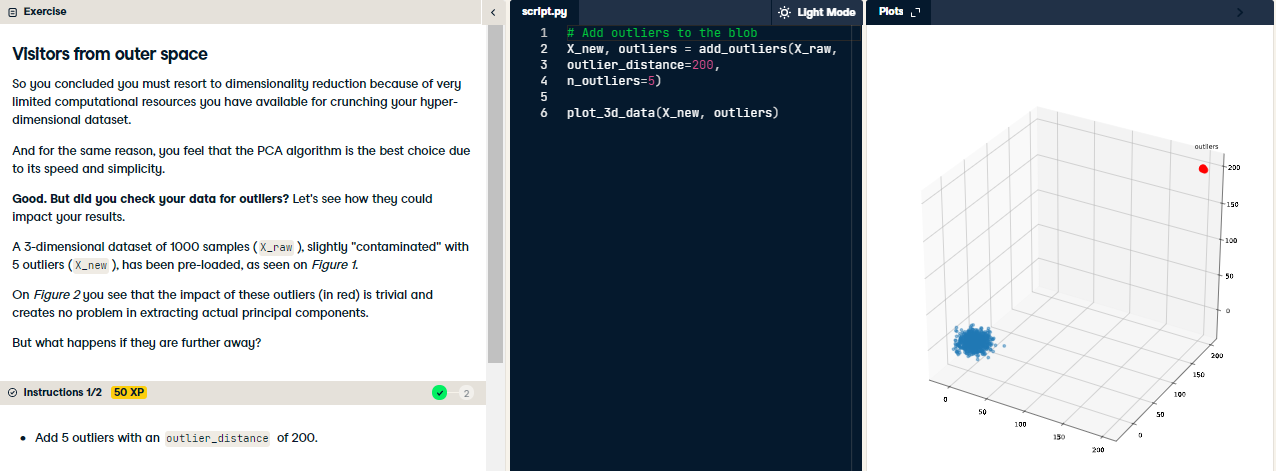 Exercise
Visitors from outer space
So you concluded you must resort to dimensionality reduction because of very
limited computational resources you have available for crunching your hyper-
dimensional dataset.
And for the same reason, you feel that the PCA algorithm is the best choice due
to its speed and simplicity.
Good. But did you check your data for outliers? Let's see how they could
impact your results.
A 3-dimensional dataset of 1000 samples ( X_raw ), slightly "contaminated" with
5 outliers ( X_new ), has been pre-loaded, as seen on Figure 1.
On Figure 2 you see that the impact of these outliers (in red) is trivial and
creates no problem in extracting actual principal components.
But what happens if they are further away?
Instructions 1/2 50 XP
2
Add 5 outliers with an outlier_distance of 200.
script.py
Light Mode
1 # Add outliers to the blob
2 X_new, outliers = add_outliers(X_raw,
3 outlier_distance=200,
4 n_outliers=5)
5
6 plot_3d_data(X_new, outliers)
Plots
outliers
200
150
100
50
0
0
50
100
150
200
0
50
100
150
200